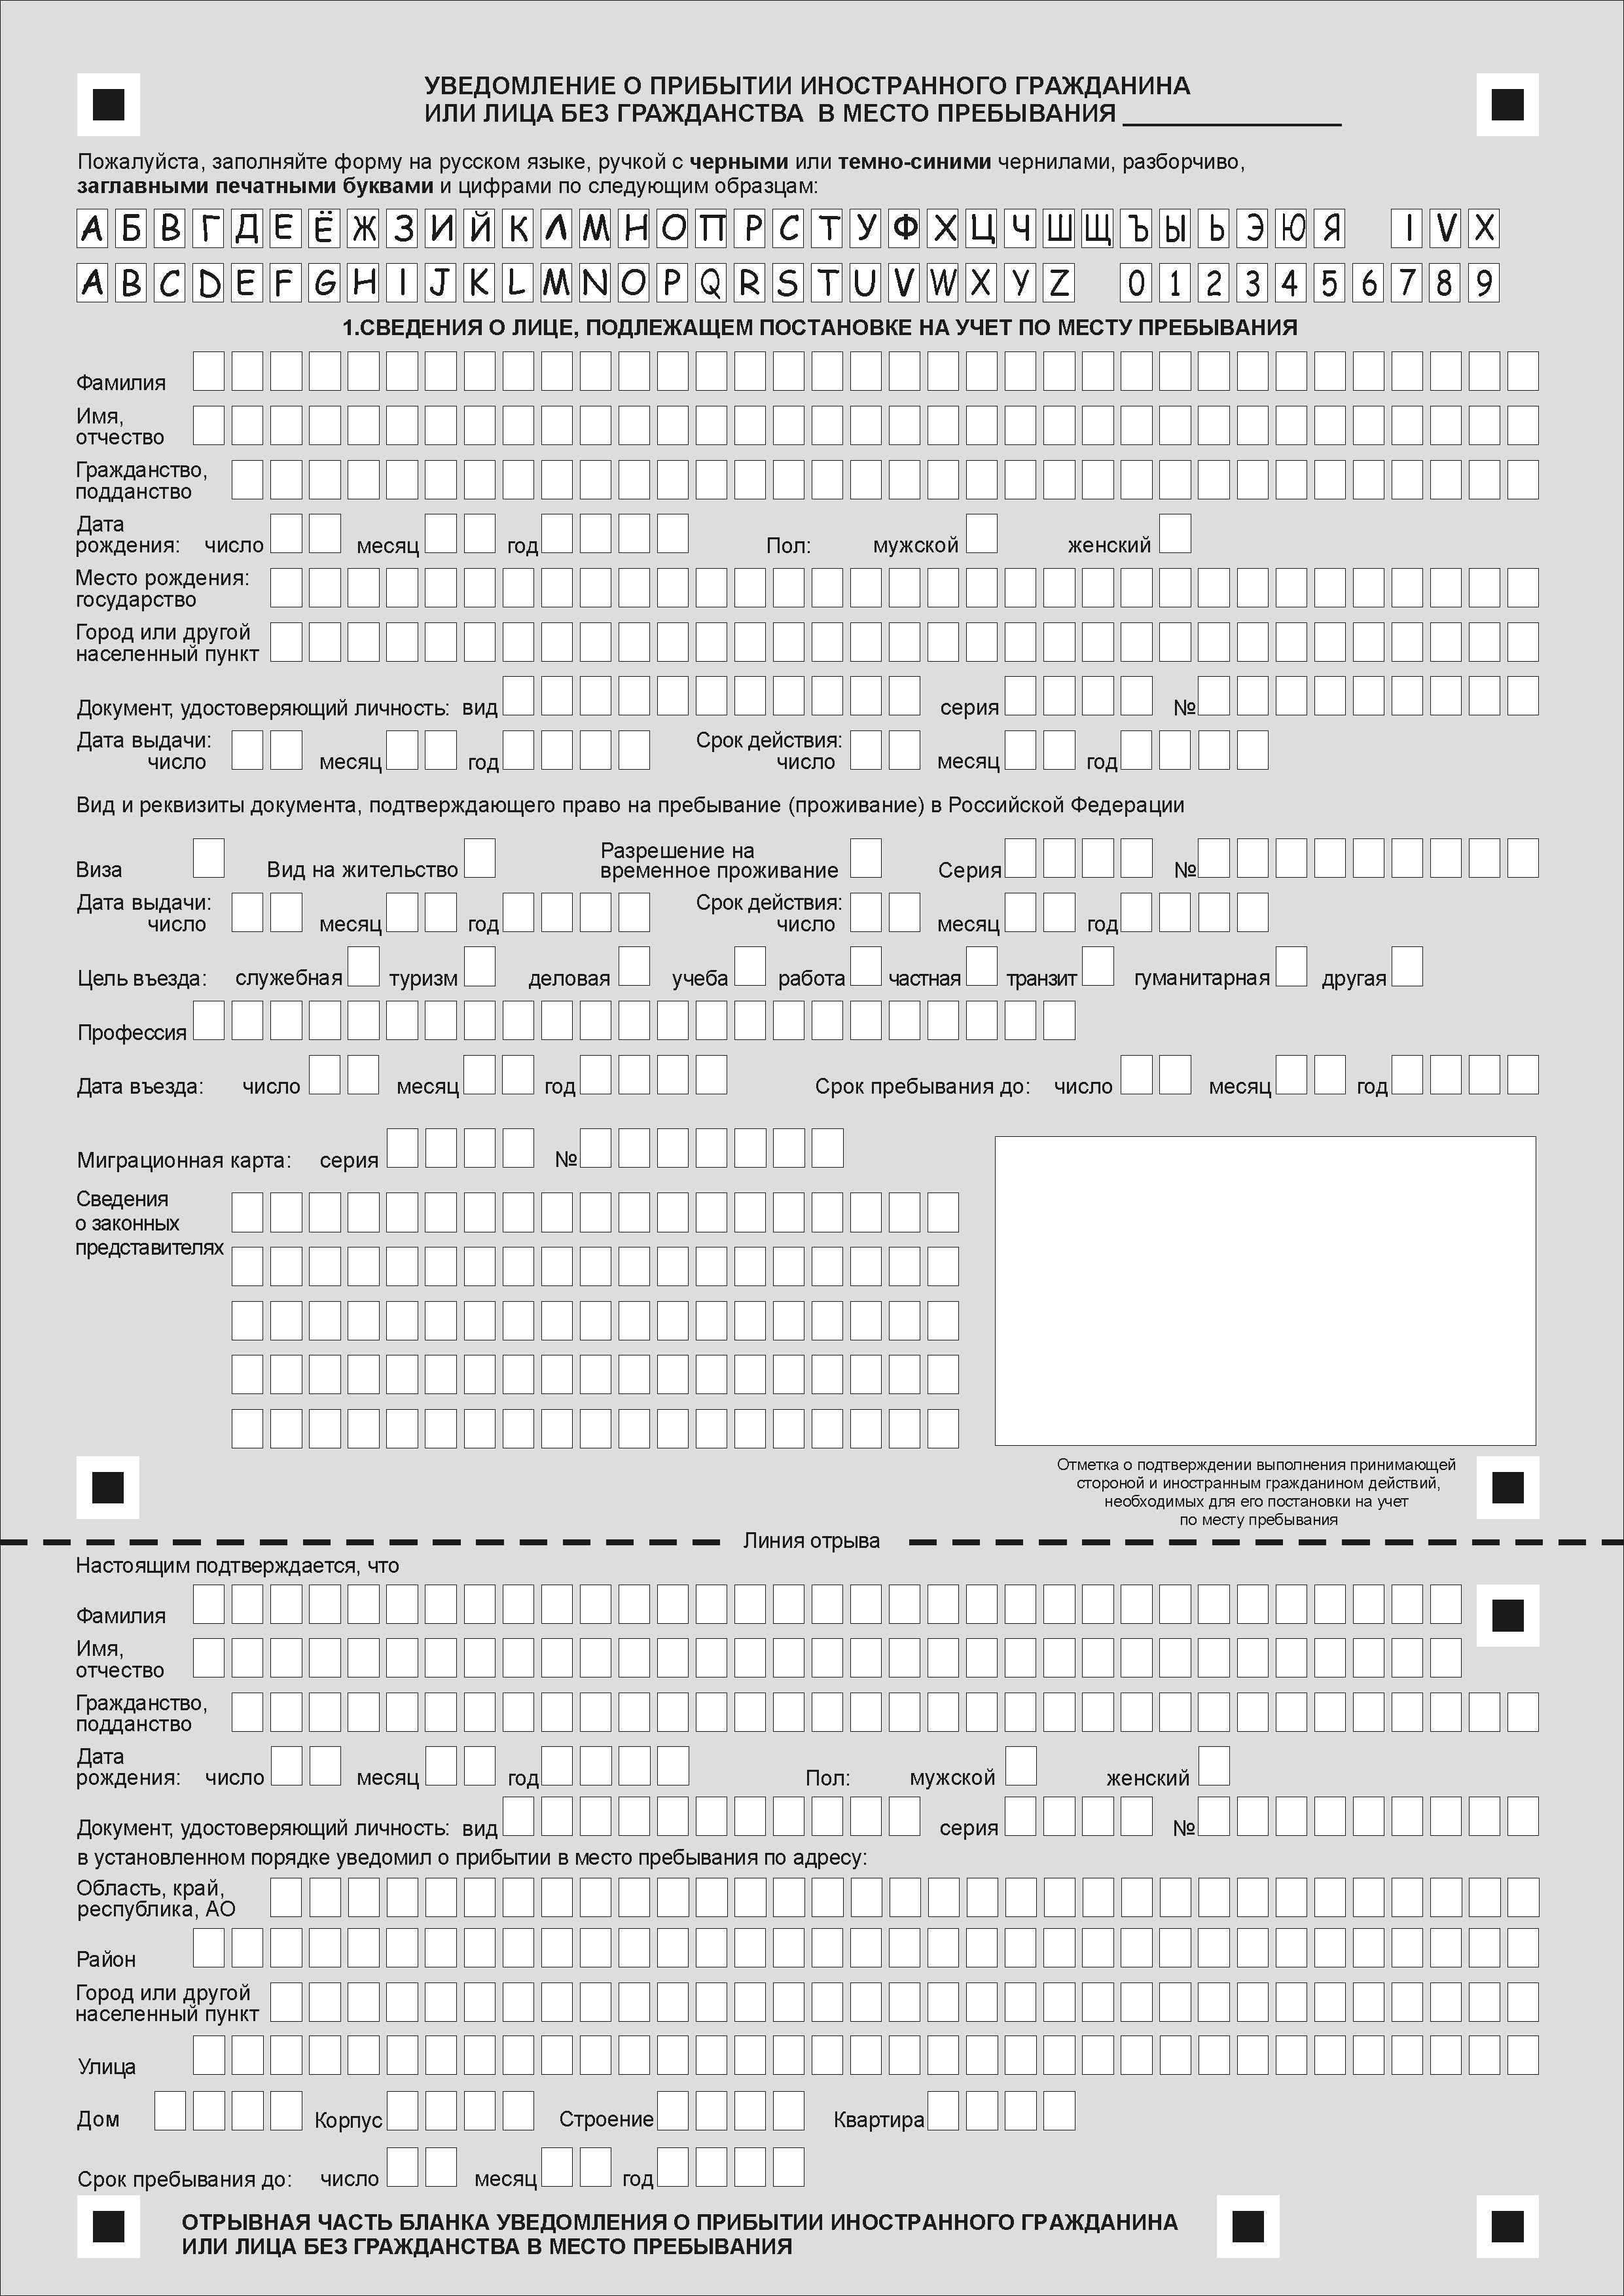 УВЕДОМЛЕНИЕ О ПРИБЫТИИ ИНОСТРАННОГО ГРАЖДАНИНА
ИЛИ ЛИЦА БЕЗ ГРАЖДАНСТВА В МЕСТО ПРЕБЫВАНИЯ
Пожалуйста, заполняйте форму на русском языке, ручкой с черными или темно-синими чернилами, разборчиво,
заглавными печатными буквами и цифрами по следующим образцам:
А Б В Г Д Е Ё Ж З И Й К Л М Н О П Р С Т У Ф Х Ц Ч Ш Щ Ъ Ы Ь Э Ю Я I V X
A B C D E F G H I J K L M N O P Q R S T U V W X Y Z 0 1 2 3 4 5 6 7 8 9
1.СВЕДЕНИЯ О ЛИЦЕ, ПОДЛЕЖАЩЕМ ПОСТАНОВКЕ НА УЧЕТ ПО МЕСТУ ПРЕБЫВАНИЯ
Фамилия
Имя,
отчество
Гражданство,
подданство
Дата
рождения: число месяц год Пол: мужской женский
Место рождения:
государство
Город или другой
населенный пункт
Документ, удостоверяющий личность: вид серия №
Дата выдачи: Срок действия:
число месяц год число месяц год
Вид и реквизиты документа, подтверждающего право на пребывание (проживание) в Российской Федерации
Разрешение на
Виза Вид на жительство временное проживание Серия №
Дата выдачи: Срок действия:
число месяц год число месяц год
Цель въезда: служебная туризм деловая учеба работа частная транзит гуманитарная другая
Профессия
Дата въезда: число месяц год Срок пребывания до: число месяц год
Миграционная карта: серия №
Сведения
о законных
представителях
Отметка о подтверждении выполнения принимающей
стороной и иностранным гражданином действий,
необходимых для его постановки на учет
по месту пребывания
Линия отрыва
Настоящим подтверждается, что
Фамилия
Имя,
отчество
Гражданство,
подданство
Дата
рождения: число месяц год Пол: мужской женский
Документ, удостоверяющий личность: вид серия №
в установленном порядке уведомил о прибытии в место пребывания по адресу:
Область, край,
республика, АО
Район
Город или другой
населенный пункт
Улица
Дом Корпус Строение Квартира
Срок пребывания до: число месяц год
ОТРЫВНАЯ ЧАСТЬ БЛАНКА УВЕДОМЛЕНИЯ О ПРИБЫТИИ ИНОСТРАННОГО ГРАЖДАНИНА
ИЛИ ЛИЦА БЕЗ ГРАЖДАНСТВА В МЕСТО ПРЕБЫВАНИЯ